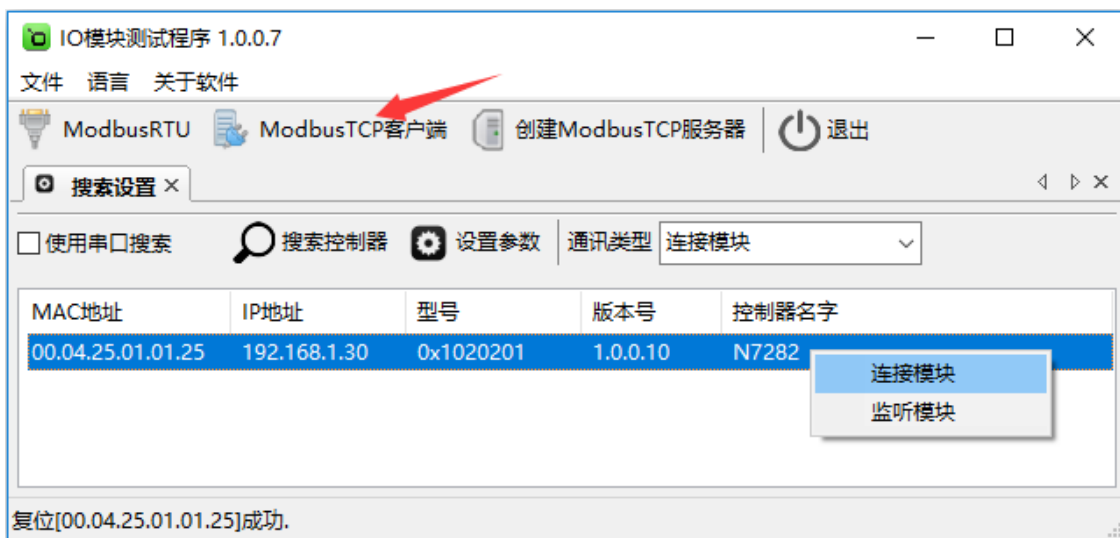 IO模块测试程序 1.0.0.7
文件 语言 关于软件
ModbusRTU ModbusTCP客户端 创建ModbusTCP服务器 退出
搜索设置
使用串口搜索 搜索控制器 设置参数 通讯类型 连接模块
MAC地址 IP地址 型号 版本号 控制器名字
00.04.25.01.01.25 192.168.1.30 0x1020201 1.0.0.10 N7282
连接模块
监听模块
复位[00.04.25.01.01.25]成功.